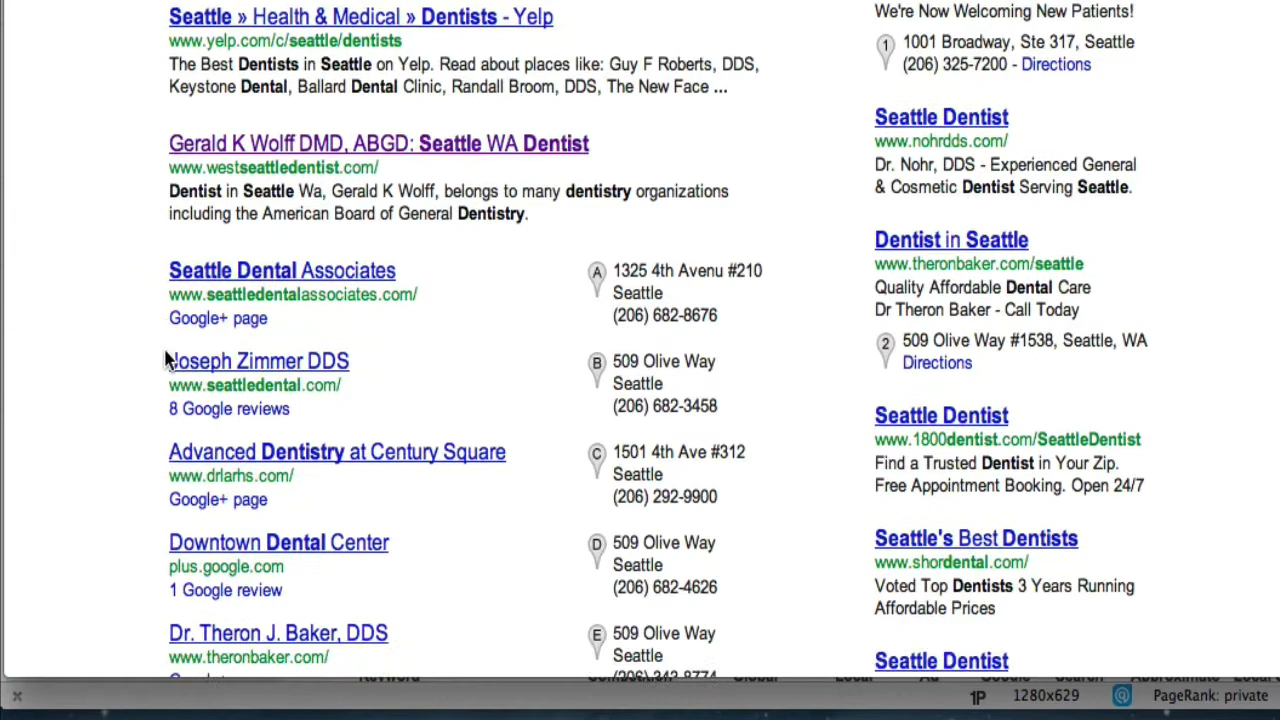 Seattle » Health & Medical » Dentists - Yelp
www.yelp.com/c/seattle/dentists
The Best Dentists in Seattle on Yelp. Read about places like: Guy F Roberts, DDS,
Keystone Dental, Ballard Dental Clinic, Randall Broom, DDS, The New Face ...
Gerald K Wolff DMD, ABGD: Seattle WA Dentist
www.westseattledentist.com/
Dentist in Seattle Wa, Gerald K Wolff, belongs to many dentistry organizations
including the American Board of General Dentistry.
Seattle Dental Associates
www.seattledentalassociates.com/
Google+ page
A 1325 4th Avenu #210
Seattle
(206) 682-8676
Joseph Zimmer DDS
www.seattledental.com/
8 Google reviews
B 509 Olive Way
Seattle
(206) 682-3458
Advanced Dentistry at Century Square
www.drlarhs.com/
Google+ page
C 1501 4th Ave #312
Seattle
(206) 292-9900
Downtown Dental Center
plus.google.com
1 Google review
D 509 Olive Way
Seattle
(206) 682-4626
Dr. Theron J. Baker, DDS
www.theronbaker.com/
E 509 Olive Way
Seattle
(206) 343-8774
We're Now Welcoming New Patients!
1 1001 Broadway, Ste 317, Seattle
(206) 325-7200 - Directions
Seattle Dentist
www.nohrdds.com/
Dr. Nohr, DDS - Experienced General
& Cosmetic Dentist Serving Seattle.
Dentist in Seattle
www.theronbaker.com/seattle
Quality Affordable Dental Care
Dr Theron Baker - Call Today
2 509 Olive Way #1538, Seattle, WA
Directions
Seattle Dentist
www.1800dentist.com/SeattleDentist
Find a Trusted Dentist in Your Zip.
Free Appointment Booking. Open 24/7
Seattle's Best Dentists
www.shordental.com/
Voted Top Dentists 3 Years Running
Affordable Prices
Seattle Dentist
1P 1280x629 @ PageRank: private